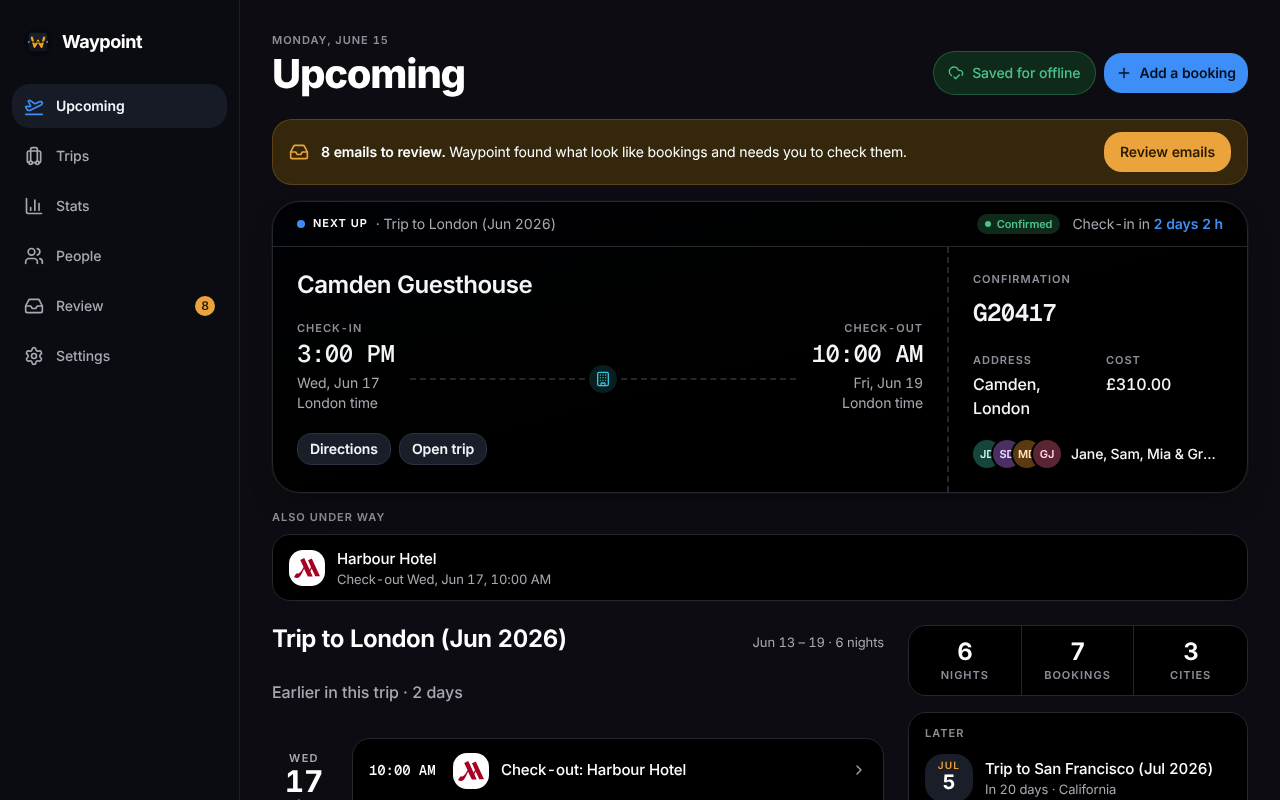 Waypoint
Upcoming
Trips
Stats
People
Review 8
Settings
MONDAY, JUNE 15
Upcoming
Saved for offline
Add a booking
8 emails to review. Waypoint found what look like bookings and needs you to check them.
Review emails
NEXT UP · Trip to London (Jun 2026)
Confirmed
Check-in in 2 days 2 h
Camden Guesthouse
CHECK-IN
3:00 PM
Wed, Jun 17
London time
CHECK-OUT
10:00 AM
Fri, Jun 19
London time
Directions
Open trip
CONFIRMATION
G20417
ADDRESS
Camden,
London
COST
£310.00
GJ
Jane, Sam, Mia & Gr...
ALSO UNDER WAY
Harbour Hotel
Check-out Wed, Jun 17, 10:00 AM
Trip to London (Jun 2026)
Jun 13 – 19 · 6 nights
Earlier in this trip · 2 days
WED
17
10:00 AM
Check-out: Harbour Hotel
6
NIGHTS
7
BOOKINGS
3
CITIES
LATER
JUL
5
Trip to San Francisco (Jul 2026)
In 20 days · California